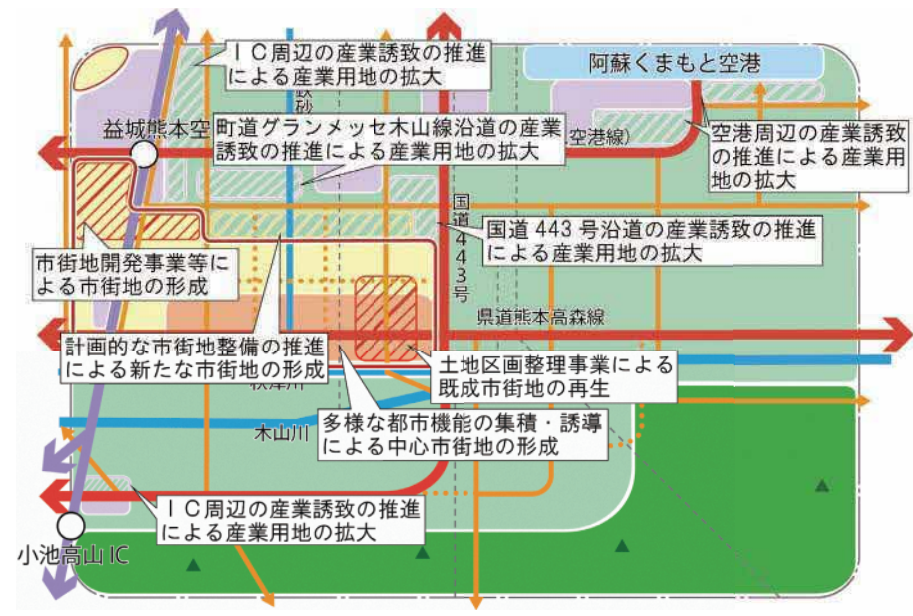 IC周辺の産業誘致の推進
による産業用地の拡大
阿蘇くまもと空港
益城熊本空
町道グランメッセ木山線沿道の産業
誘致の推進による産業用地の拡大
空港線)
空港周辺の産業誘致
の推進による産業用
地の拡大
国道443号
国道443号沿道の産業誘致の推進
による産業用地の拡大
市街地開発事業等に
よる市街地の形成
県道熊本高森線
計画的な市街地整備の推進
による新たな市街地の形成
土地区画整理事業による
既成市街地の再生
木山川
多様な都市機能の集積・誘導
による中心市街地の形成
IC周辺の産業誘致の推進
による産業用地の拡大
小池高山IC